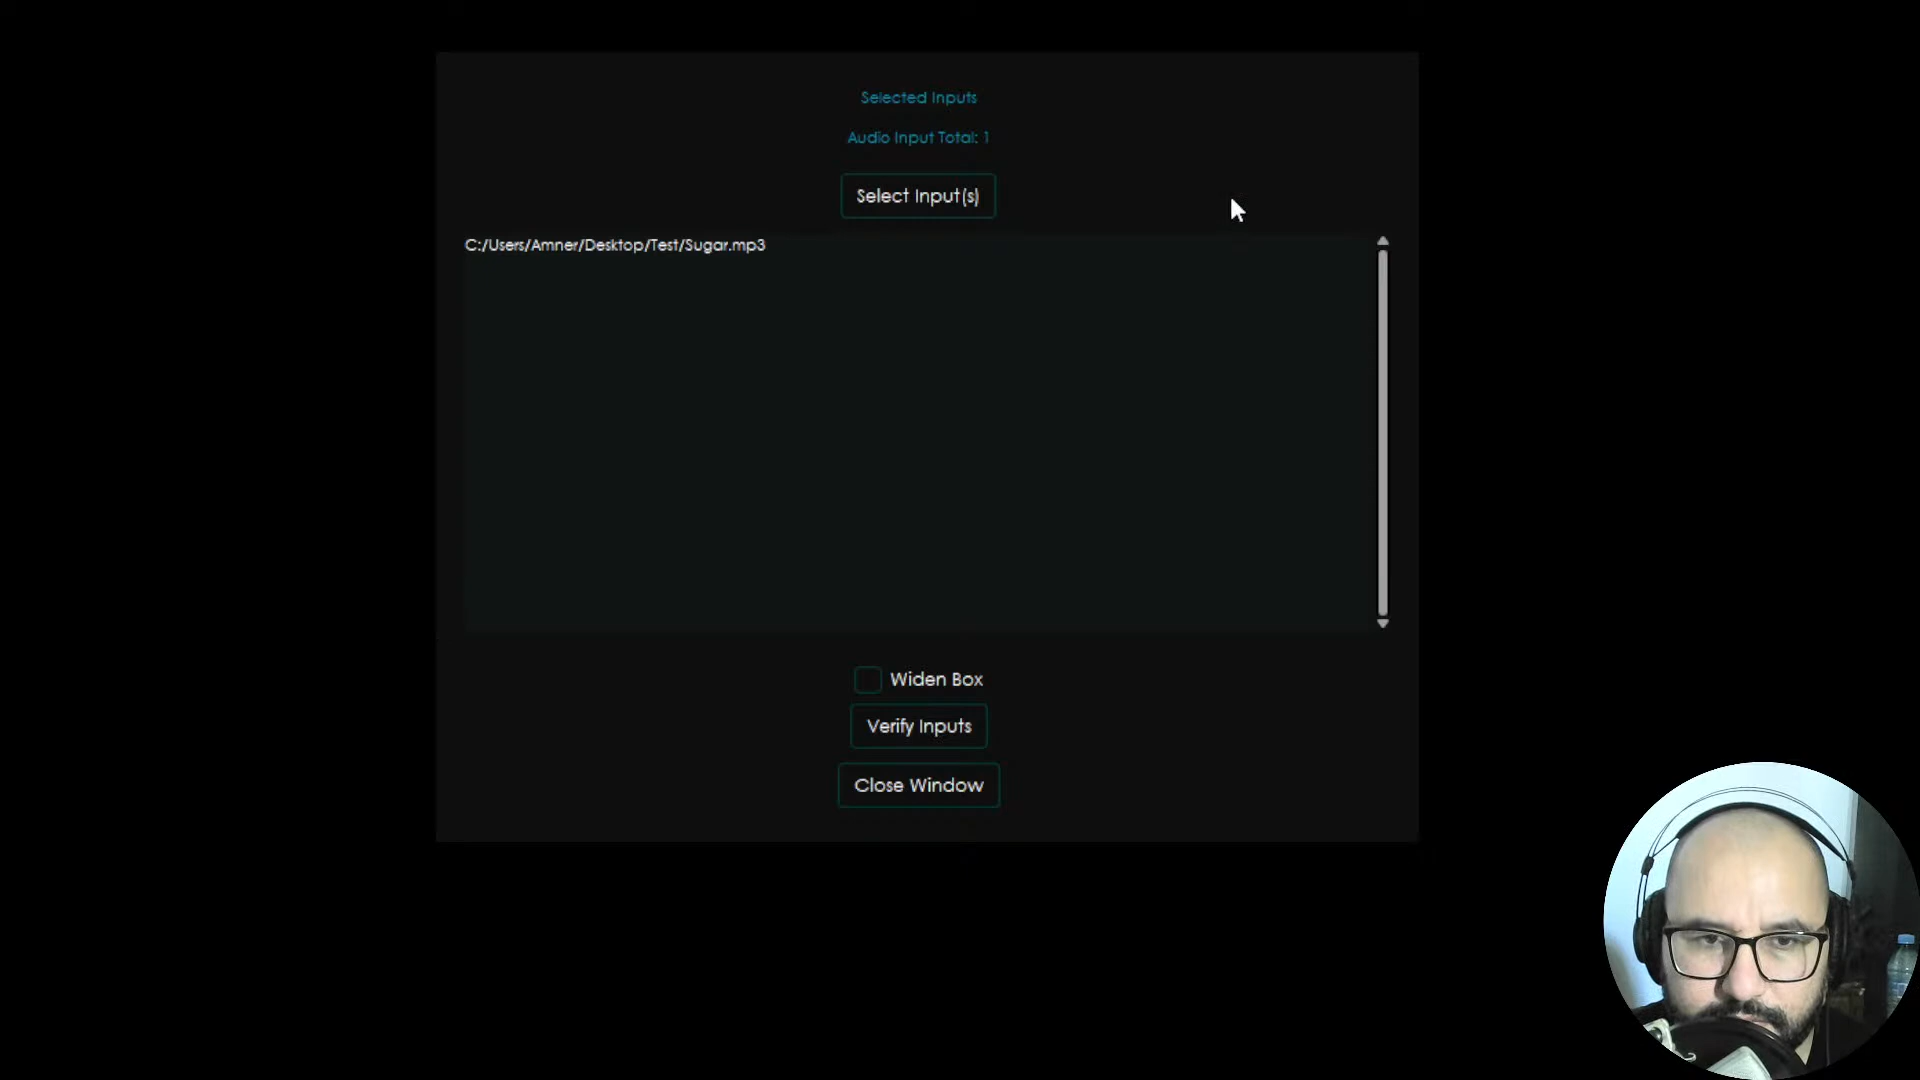 Selected Inputs
Audio Input Total: 1
Select Input(s)
C:/Users/Amner/Desktop/Test/Sugar.mp3
Widen Box
Verify Inputs
Close Window